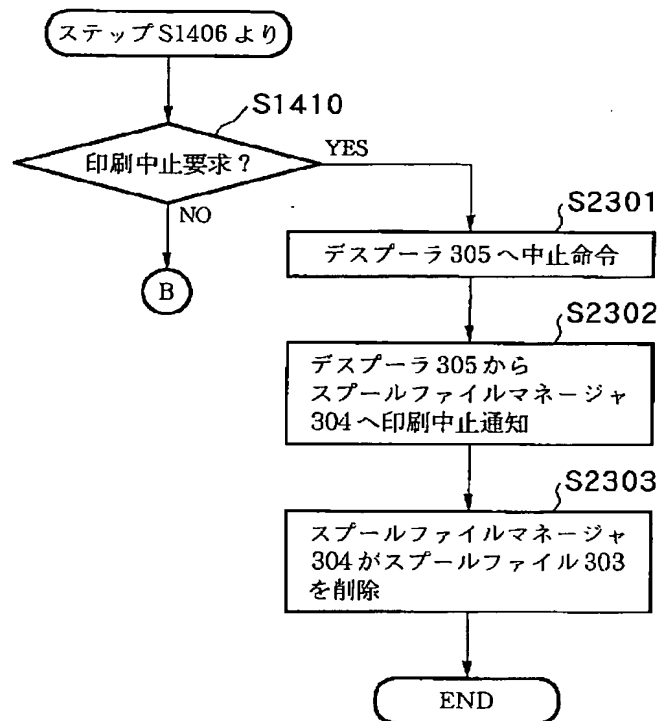 ステップS1406より
S1410
印刷中止要求？
YES
NO
B
S2301
デスプーラ305へ中止命令
S2302
デスプーラ305から
スプールファイルマネージャ
304へ印刷中止通知
S2303
スプールファイルマネージャ
304がスプールファイル303
を削除
END